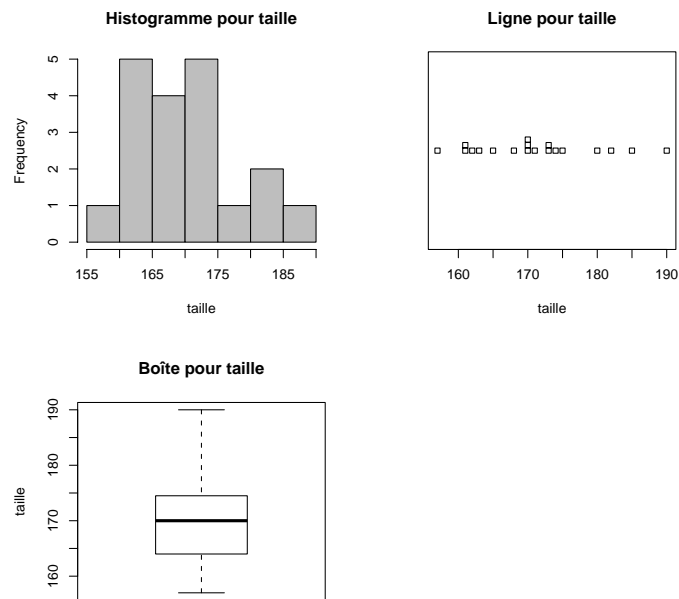 Histogramme pour taille
Frequency
0 1 2 3 4 5
155 165 175 185
taille
Ligne pour taille
160 170 180 190
taille
Boîte pour taille
taille
160 170 180 190